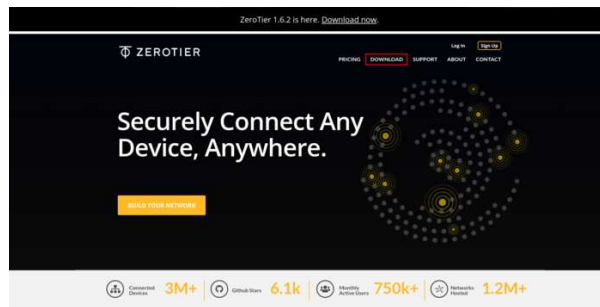 ZeroTier 1.6.2 is here. Download now.
ZEROTIER
Log In Sign Up
PRICING DOWNLOAD SUPPORT ABOUT CONTACT
Securely Connect Any
Device, Anywhere.
BUILD YOUR NETWORK
Connected Devices 3M+
Github Stars 6.1k
Monthly Active Users 750k+
Networks Hosted 1.2M+